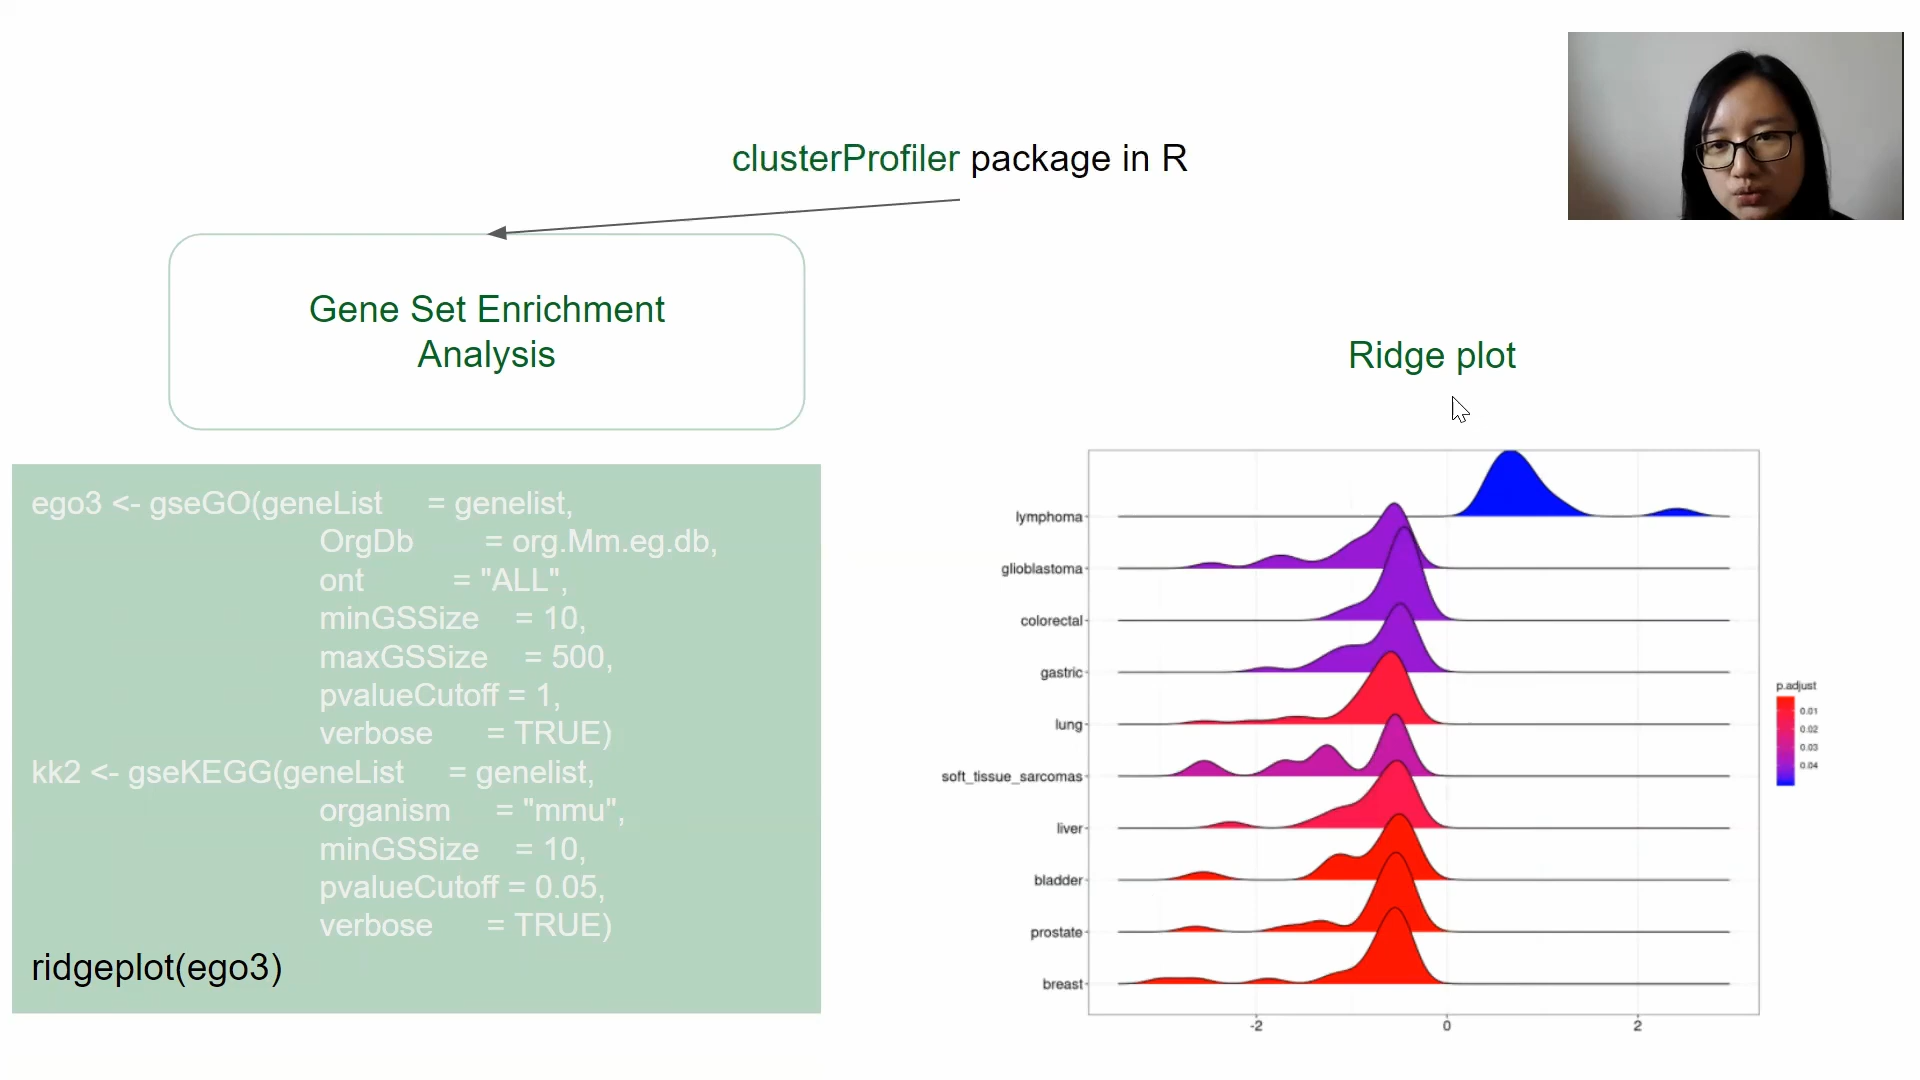 clusterProfiler package in R
Gene Set Enrichment
Analysis
ego3 <- gseGO(geneList = genelist,
OrgDb = org.Mm.eg.db,
ont = "ALL",
minGSSize = 10,
maxGSSize = 500,
pvalueCutoff = 1,
verbose = TRUE)
kk2 <- gseKEGG(geneList = genelist,
organism = "mmu",
minGSSize = 10,
pvalueCutoff = 0.05,
verbose = TRUE)
ridgeplot(ego3)
Ridge plot
lymphoma
glioblastoma
colorectal
gastric
lung
soft_tissue_sarcomas
liver
bladder
prostate
breast
-2 0 2
p.adjust
0.01
0.02
0.03
0.04